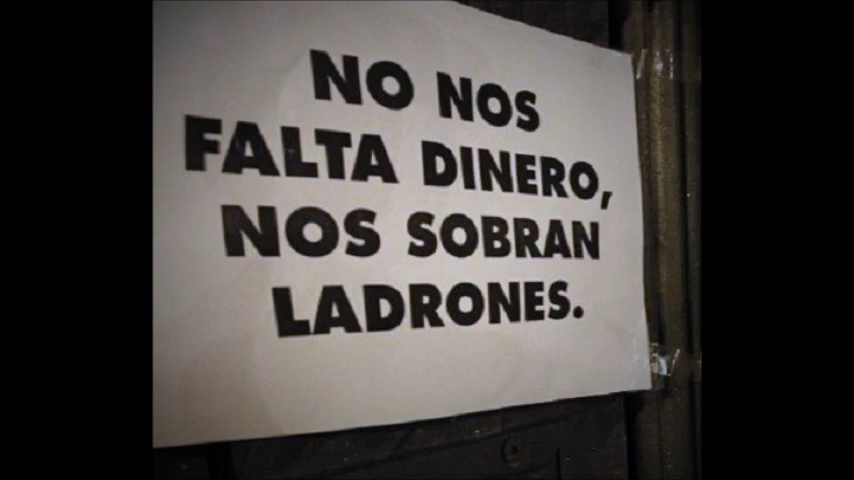 NO NOS
FALTA DINERO,
NOS SOBRAN
LADRONES.